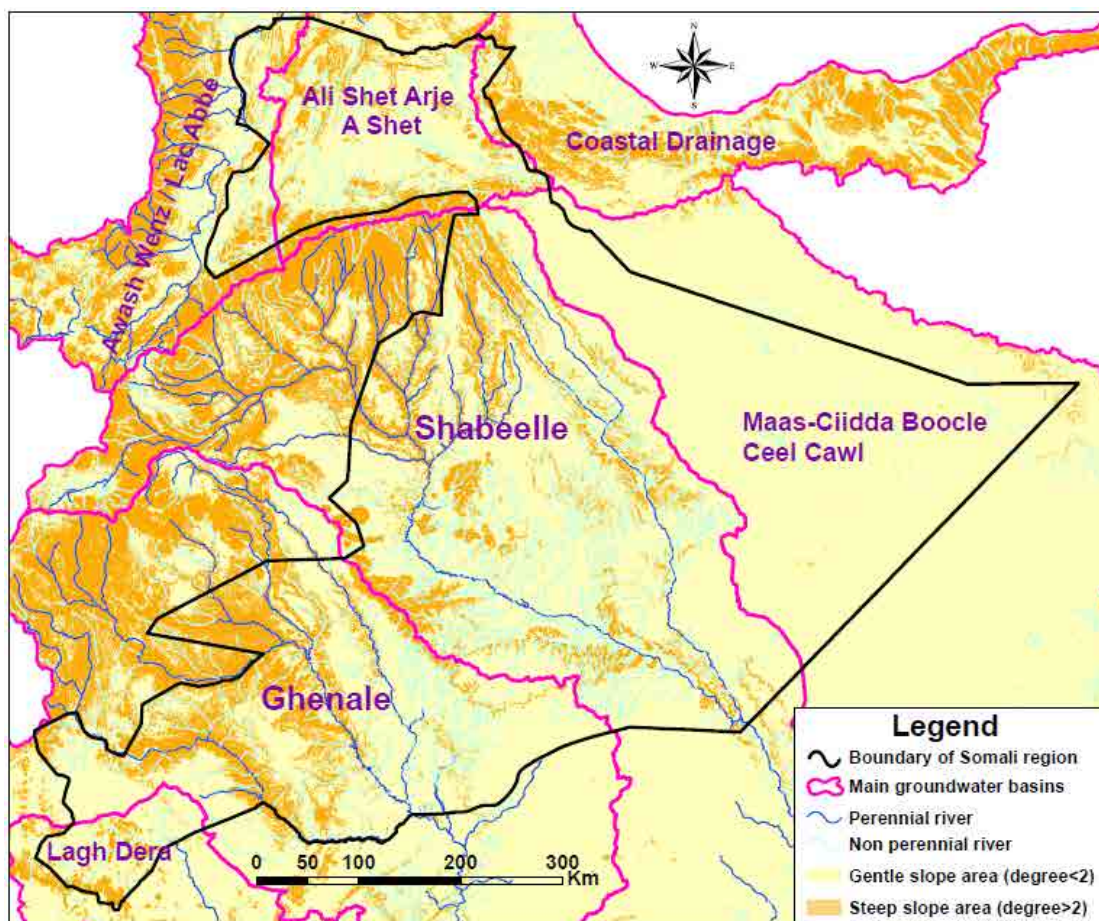 N
W E
S
Ali Shet Arje
A Shet
Coastal Drainage
Awash Wenz / Lac Abbe
Shabeelle
Maas-Ciidda Boocle
Ceel Cawl
Ghenale
Lagh Dera
0 50 100 200 300
Km
Legend
Boundary of Somali region
Main groundwater basins
Perennial river
Non perennial river
Gentle slope area (degree<2)
Steep slope area (degree>2)